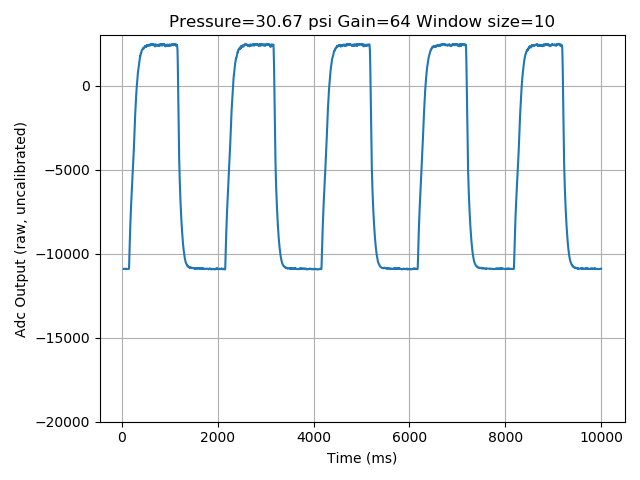 Pressure=30.67 psi Gain=64 Window size=10
Adc Output (raw, uncalibrated)
0
−5000
−10000
−15000
−20000
0 2000 4000 6000 8000 10000
Time (ms)